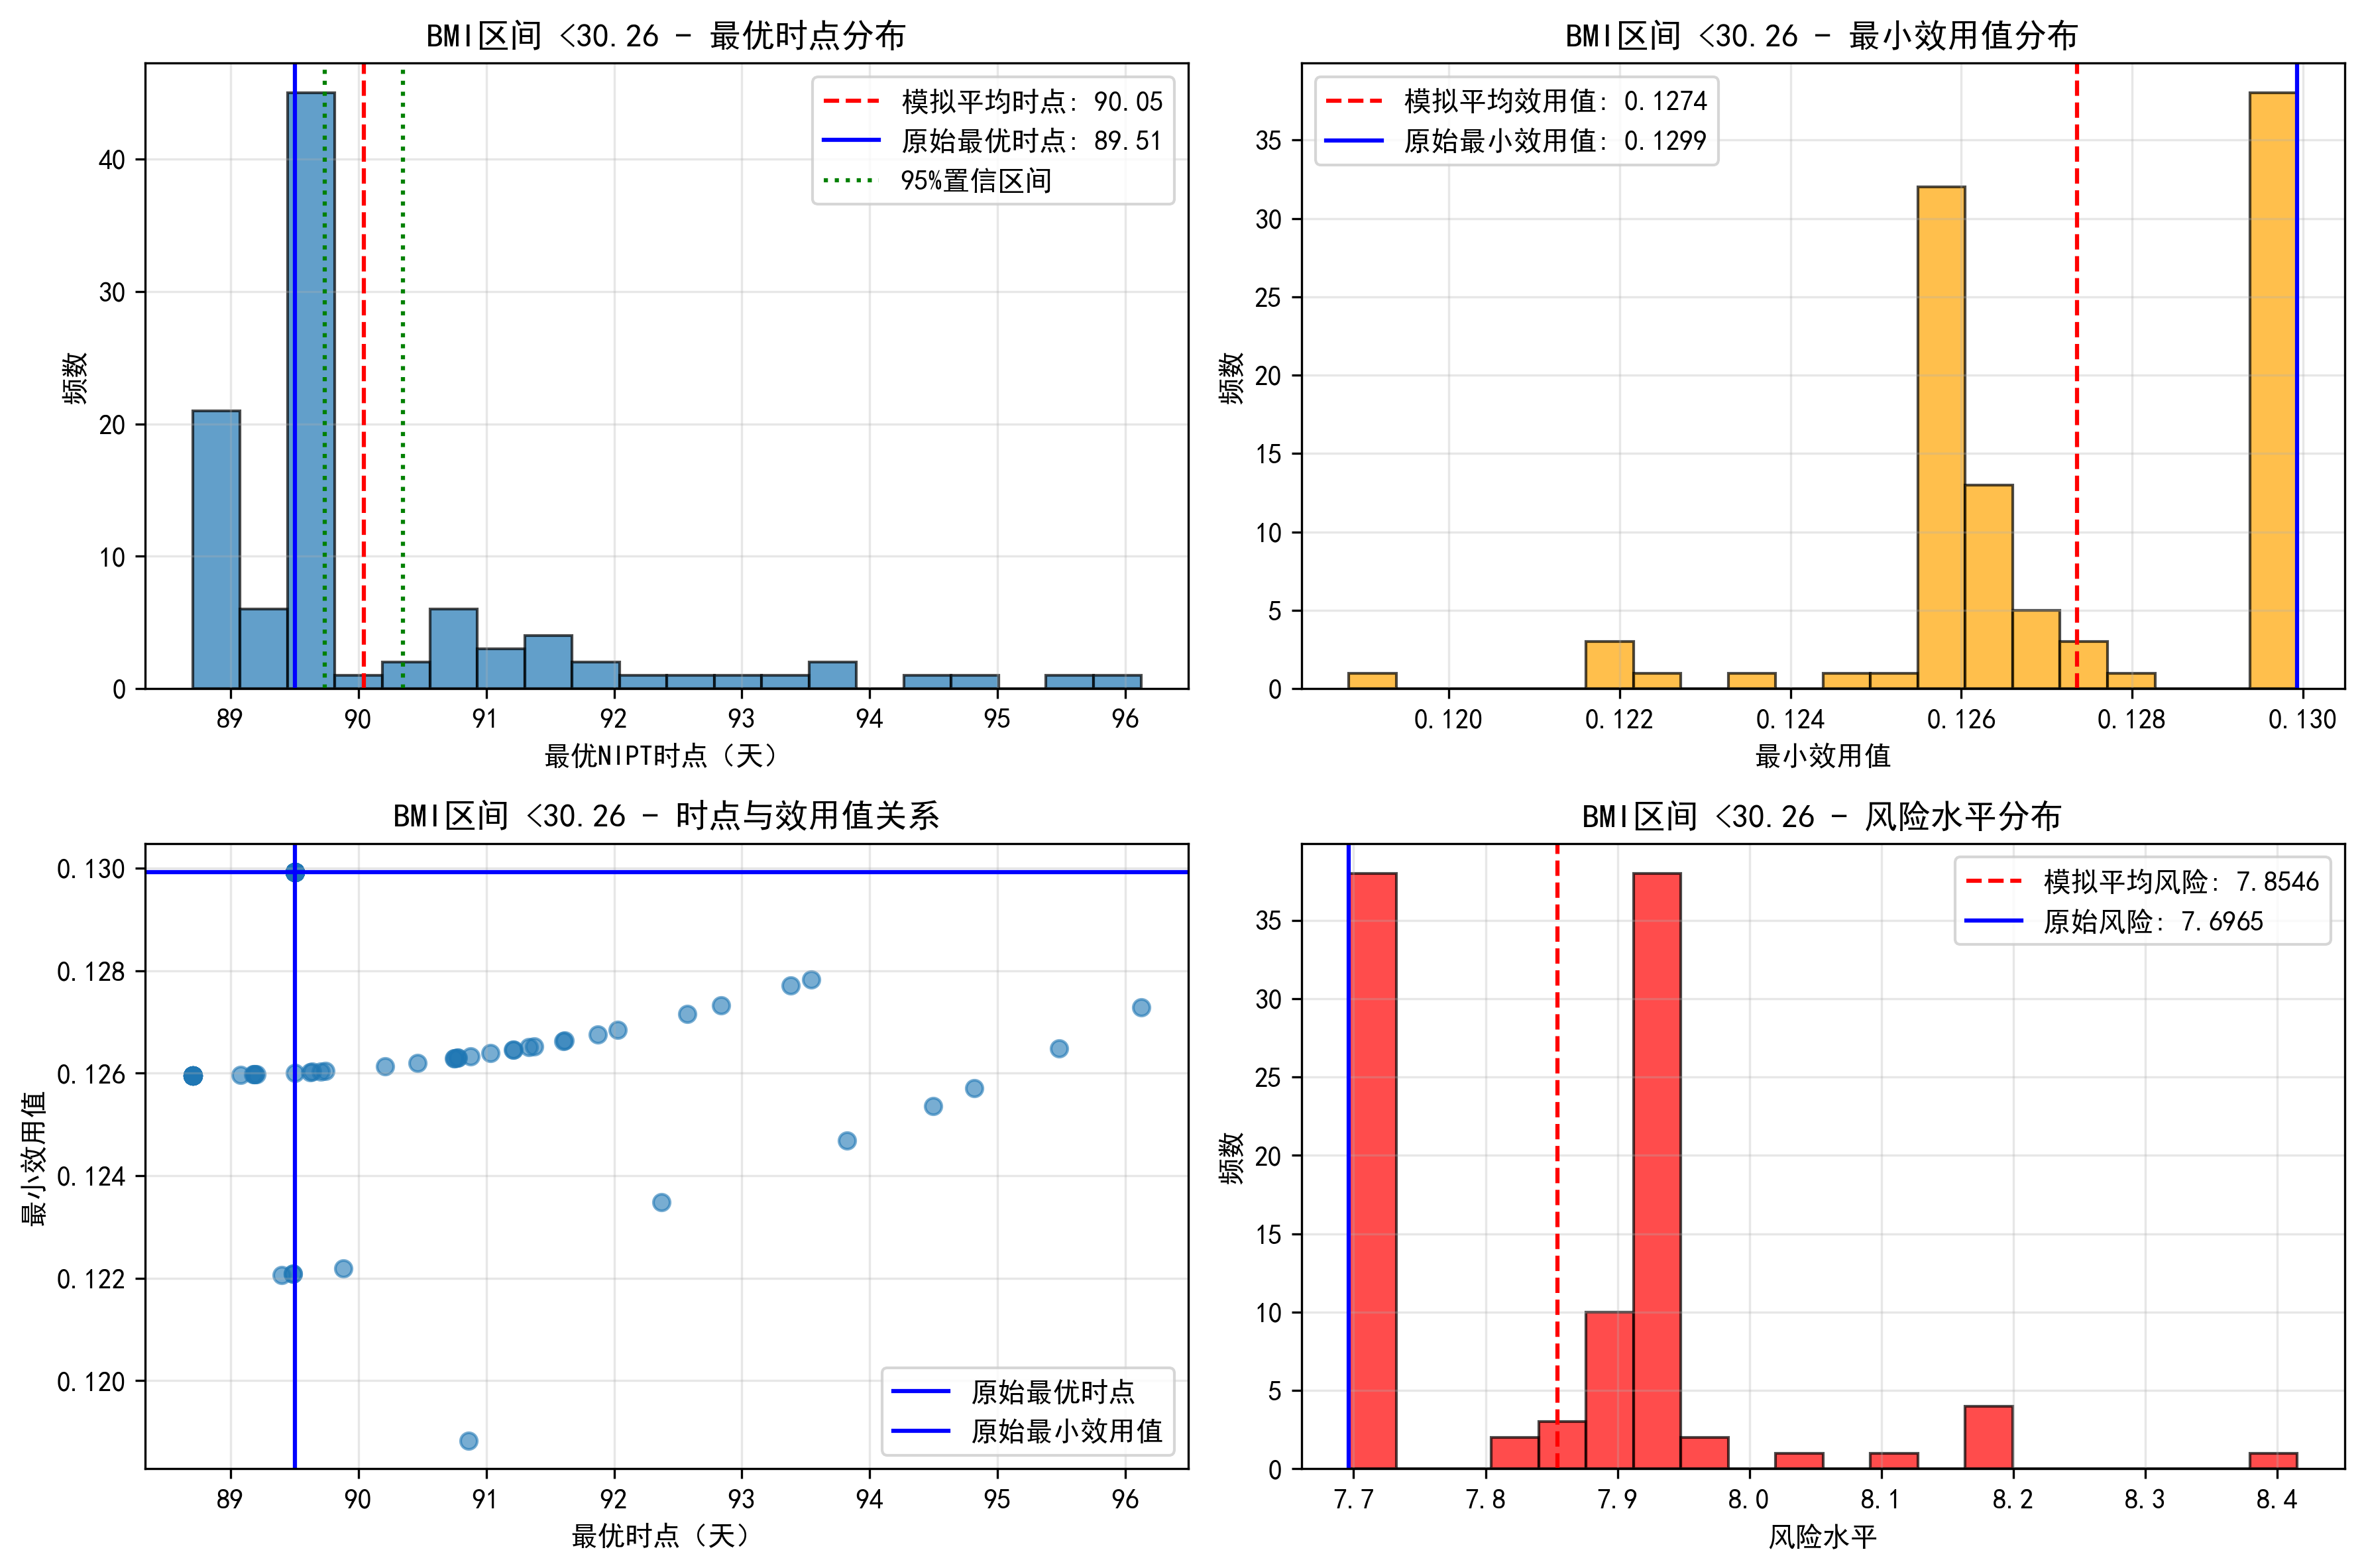 BMI区间 <30.26 - 最优时点分布
模拟平均时点: 90.05
原始最优时点: 89.51
95%置信区间
40
30
20
10
0
频数
89 90 91 92 93 94 95 96
最优NIPT时点（天）
BMI区间 <30.26 - 最小效用值分布
模拟平均效用值: 0.1274
原始最小效用值: 0.1299
35
30
25
20
15
10
5
0
频数
0.120 0.122 0.124 0.126 0.128 0.130
最小效用值
BMI区间 <30.26 - 时点与效用值关系
0.130
0.128
0.126
0.124
0.122
0.120
最小效用值
原始最优时点
原始最小效用值
89 90 91 92 93 94 95 96
最优时点（天）
BMI区间 <30.26 - 风险水平分布
模拟平均风险: 7.8546
原始风险: 7.6965
35
30
25
20
15
10
5
0
频数
7.7 7.8 7.9 8.0 8.1 8.2 8.3 8.4
风险水平